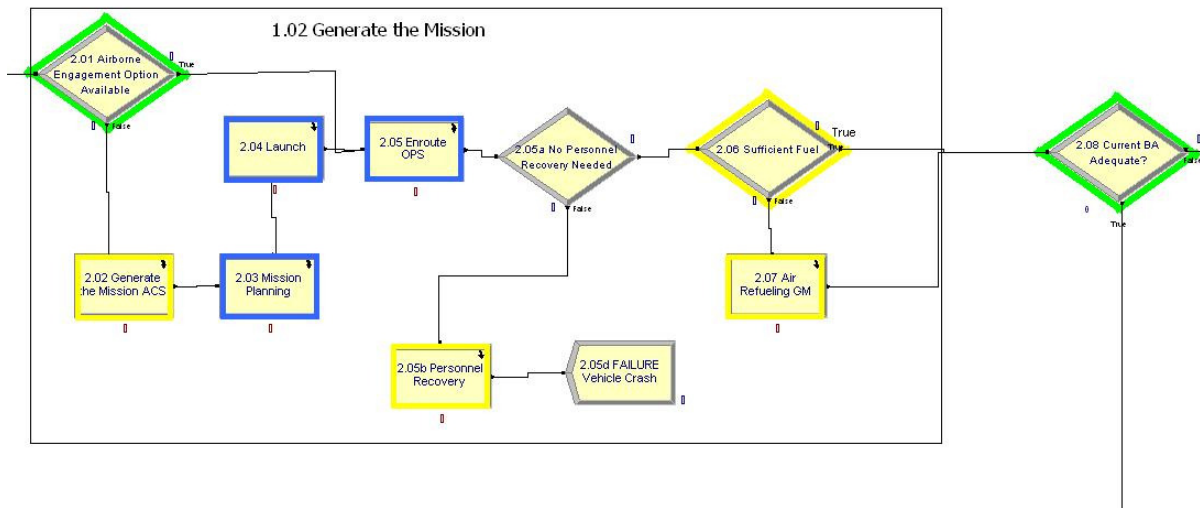 1.02 Generate the Mission
2.01 Airborne
Engagement Option
Available
True
False
2.04 Launch
2.05 Enroute
OPS
2.05a No Personnel
Recovery Needed
False
2.06 Sufficient Fuel
True
True
False
2.08 Current BA
Adequate?
False
True
0
2.02 Generate
the Mission ACS
2.03 Mission
Planning
2.07 Air
Refueling GM
2.05b Personnel
Recovery
2.05d FAILURE
Vehicle Crash